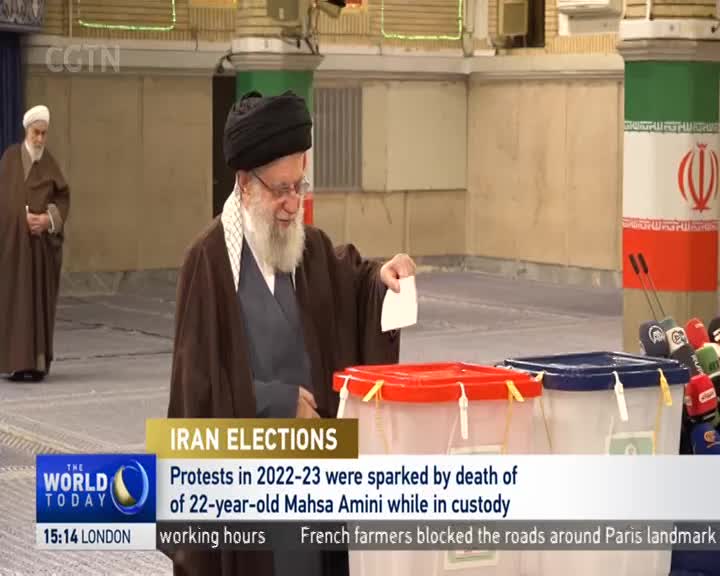 CGTN
IRAN ELECTIONS
THE
WORLD
TODAY
Protests in 2022-23 were sparked by death of
of 22-year-old Mahsa Amini while in custody
15:14 LONDON
working hours French farmers blocked the roads around Paris landmark